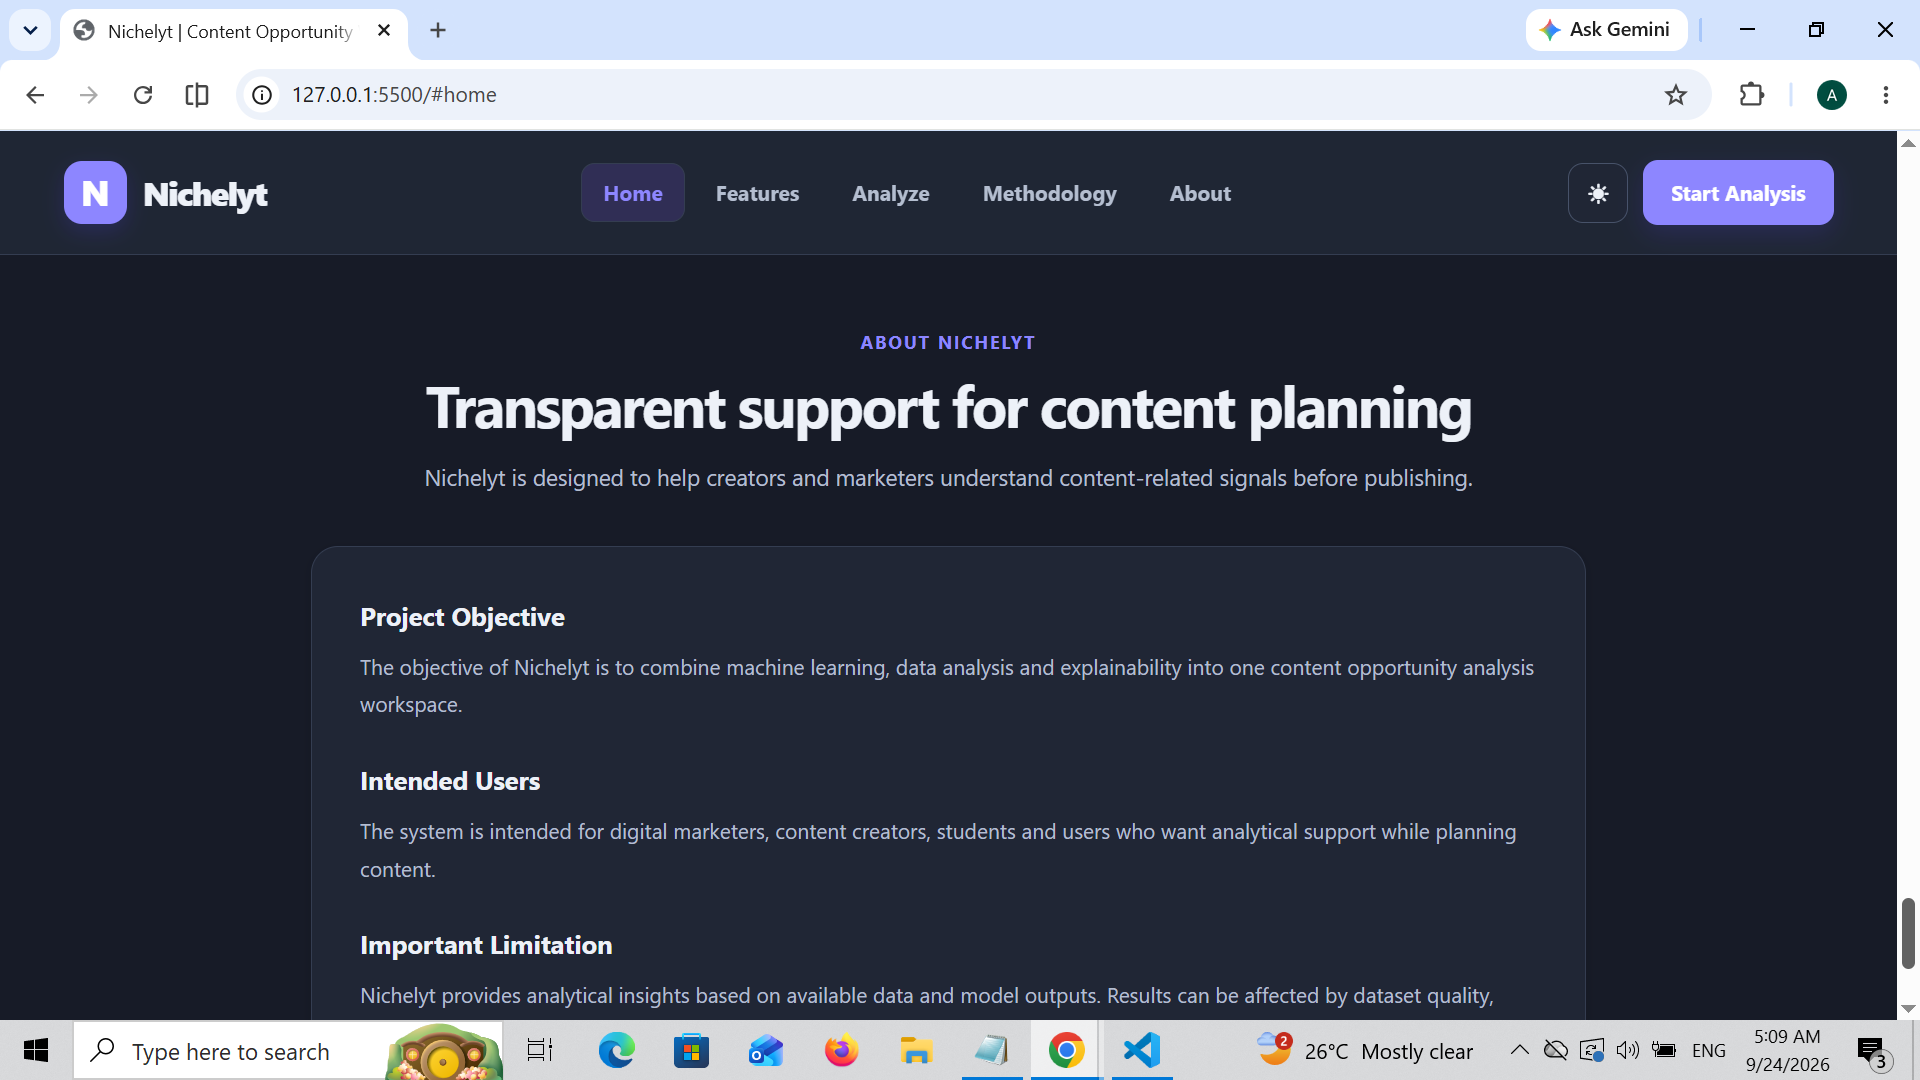 Nichelyt | Content Opportunity
Ask Gemini
127.0.0.1:5500/#home
A
N
Nichelyt
Home
Features
Analyze
Methodology
About
Start Analysis
ABOUT NICHELYT
Transparent support for content planning
Nichelyt is designed to help creators and marketers understand content-related signals before publishing.
Project Objective
The objective of Nichelyt is to combine machine learning, data analysis and explainability into one content opportunity analysis
workspace.
Intended Users
The system is intended for digital marketers, content creators, students and users who want analytical support while planning
content.
Important Limitation
Nichelyt provides analytical insights based on available data and model outputs. Results can be affected by dataset quality,
Type here to search
2
26°C Mostly clear
ENG
5:09 AM
9/24/2026
3